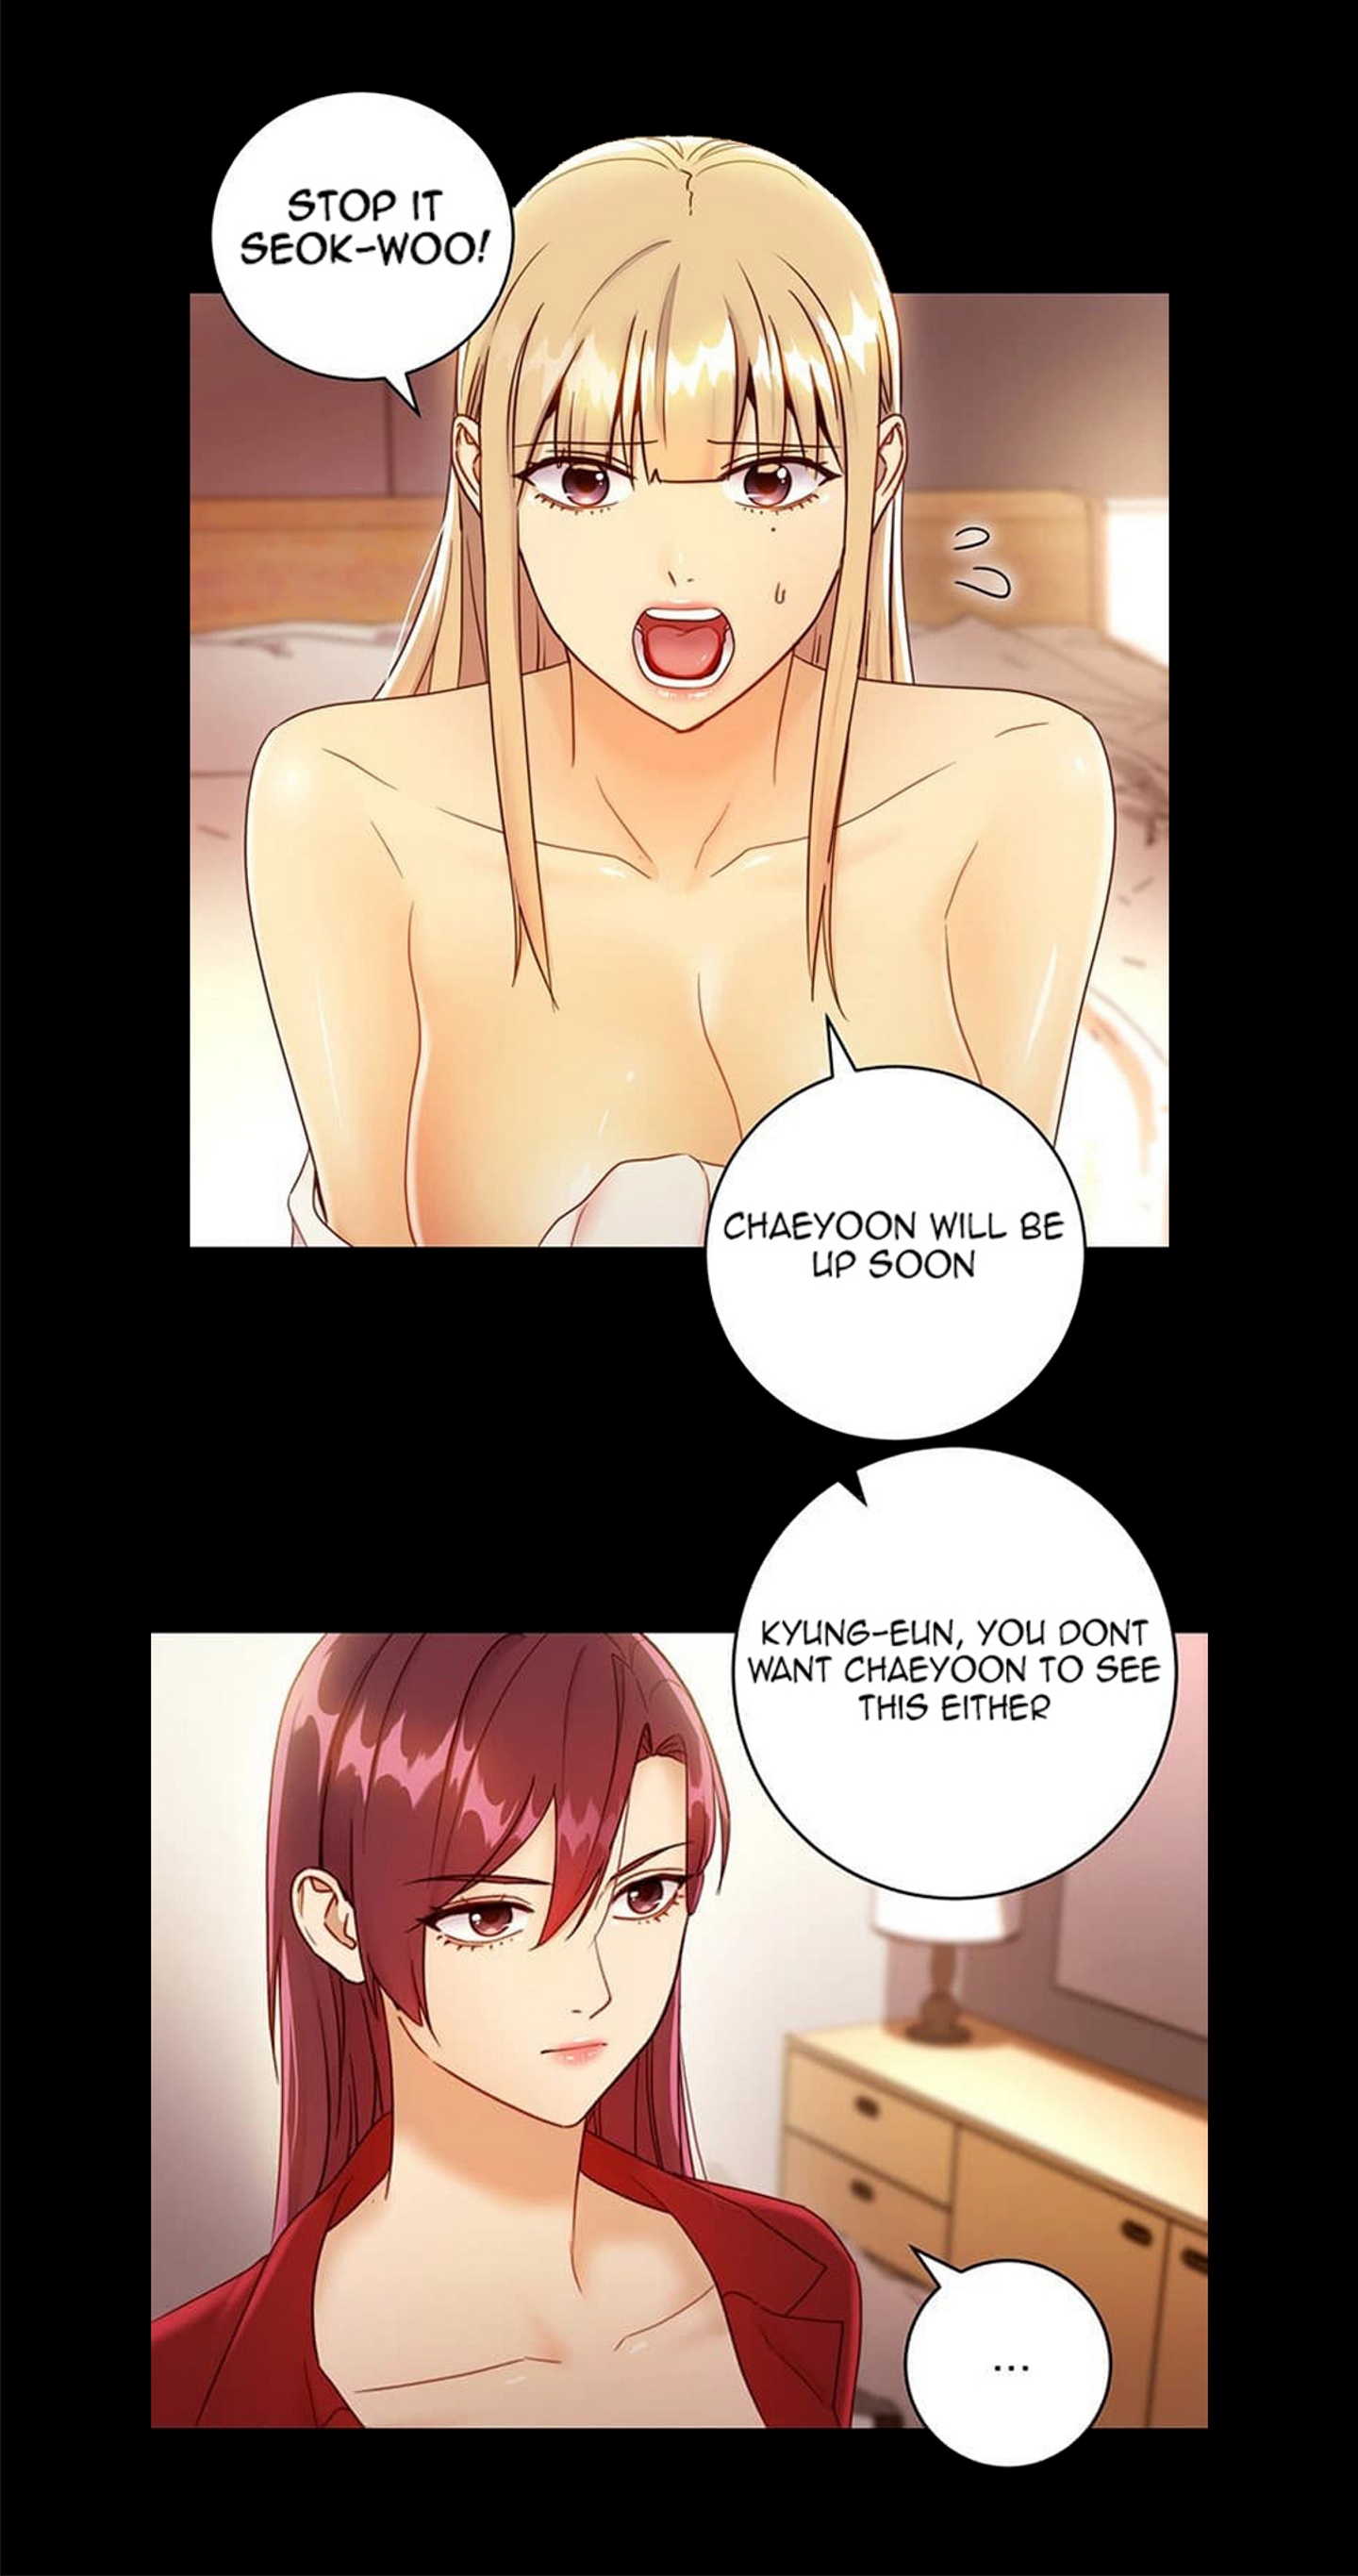 STOP IT
SEOK-WOO!
CHAEYOON WILL BE
UP SOON
KYUNG-EUN, YOU DONT
WANT CHAEYOON TO SEE
THIS EITHER
...